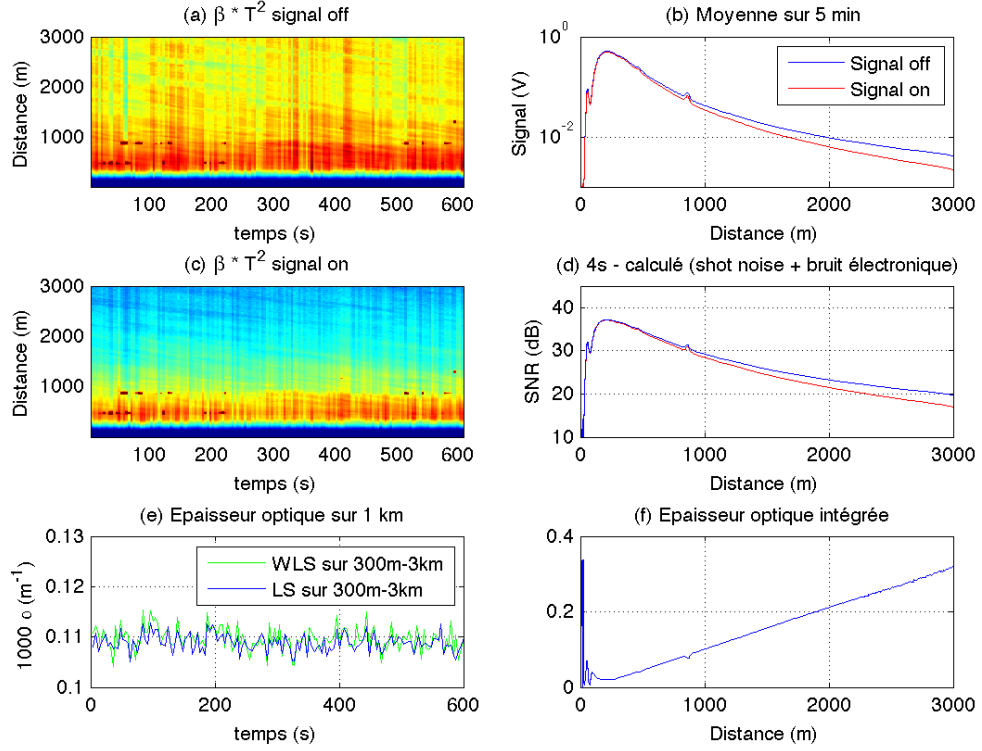 (a) β * T² signal off
3000
2000
1000
Distance (m)
100 200 300 400 500 600
temps (s)
(b) Moyenne sur 5 min
10⁰
10⁻²
Signal (V)
Signal off
Signal on
0 1000 2000 3000
Distance (m)
(c) β * T² signal on
3000
2000
1000
Distance (m)
100 200 300 400 500 600
temps (s)
(d) 4s - calculé (shot noise + bruit électronique)
40
30
20
10
SNR (dB)
0 1000 2000 3000
Distance (m)
(e) Epaisseur optique sur 1 km
0.13
0.12
0.11
0.1
1000 α (m⁻¹)
WLS sur 300m-3km
LS sur 300m-3km
0 200 400 600
temps (s)
(f) Epaisseur optique intégrée
0.4
0.2
0
0 1000 2000 3000
Distance (m)